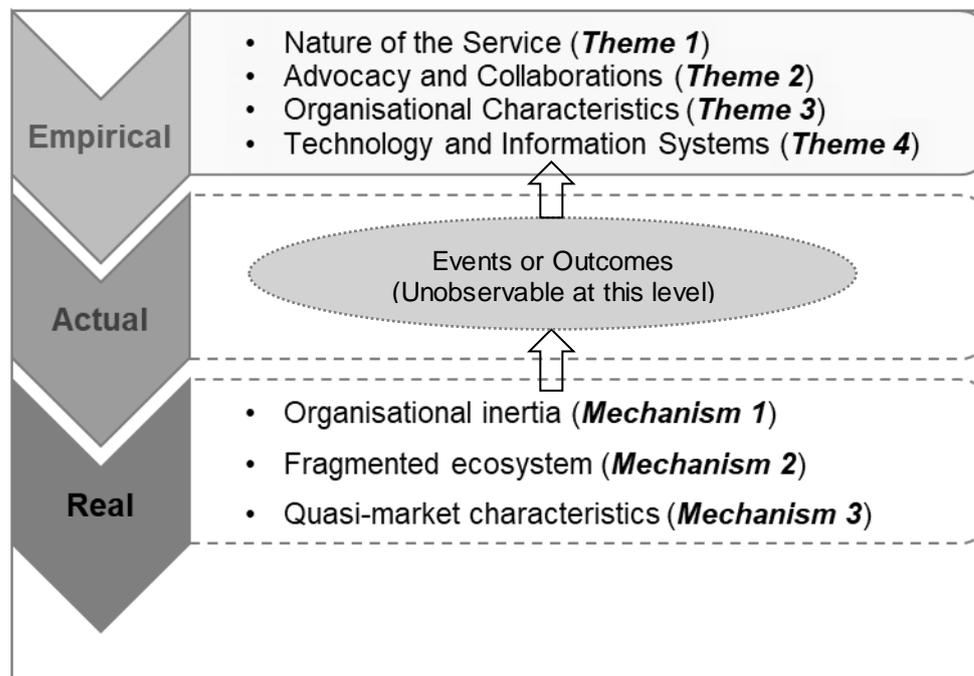 Empirical
• Nature of the Service (Theme 1)
• Advocacy and Collaborations (Theme 2)
• Organisational Characteristics (Theme 3)
• Technology and Information Systems (Theme 4)
Actual
Events or Outcomes
(Unobservable at this level)
Real
• Organisational inertia (Mechanism 1)
• Fragmented ecosystem (Mechanism 2)
• Quasi-market characteristics (Mechanism 3)